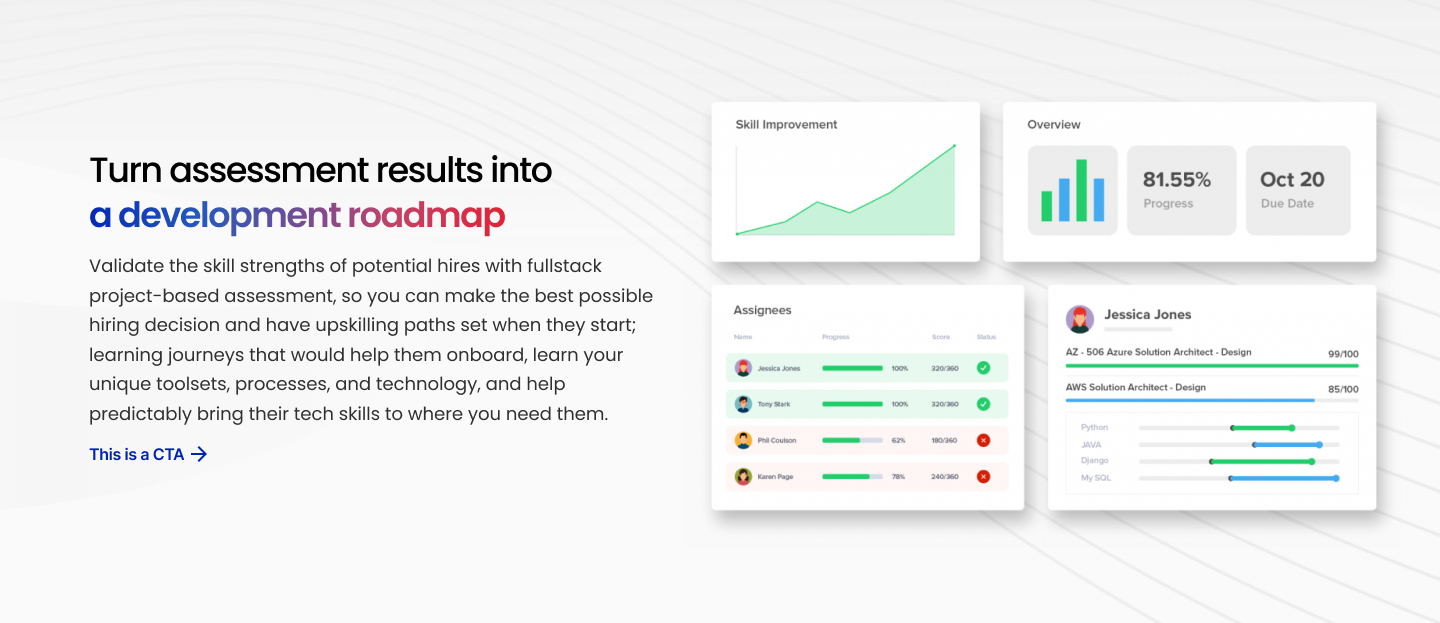 Turn assessment results into
a development roadmap
Validate the skill strengths of potential hires with fullstack
project-based assessment, so you can make the best possible
hiring decision and have upskilling paths set when they start;
learning journeys that would help them onboard, learn your
unique toolsets, processes, and technology, and help
predictably bring their tech skills to where you need them.
This is a CTA
Skill Improvement
Overview
81.55%
Progress
Oct 20
Due Date
Assignees
Name Progress Score Status
Jessica Jones 100% 320/360
Tony Stark 100% 320/360
Phil Coulson 62% 180/360
Karen Page 78% 240/360
Jessica Jones
AZ - 506 Azure Solution Architect - Design 99/100
AWS Solution Architect - Design 85/100
Python
JAVA
Django
My SQL